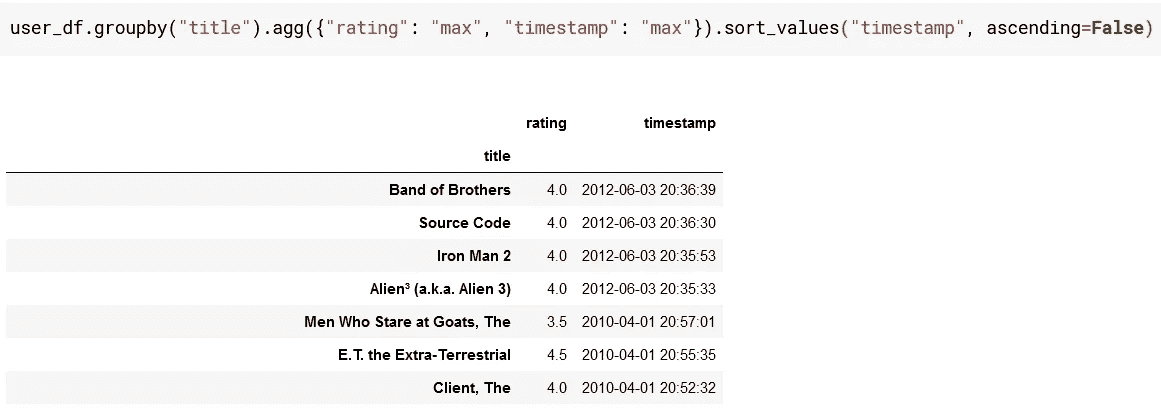 user_df.groupby("title").agg({"rating": "max", "timestamp": "max"}).sort_values("timestamp", ascending=False)
rating timestamp
title
Band of Brothers 4.0 2012-06-03 20:36:39
Source Code 4.0 2012-06-03 20:36:30
Iron Man 2 4.0 2012-06-03 20:35:53
Alien³ (a.k.a. Alien 3) 4.0 2012-06-03 20:35:33
Men Who Stare at Goats, The 3.5 2010-04-01 20:57:01
E.T. the Extra-Terrestrial 4.5 2010-04-01 20:55:35
Client, The 4.0 2010-04-01 20:52:32